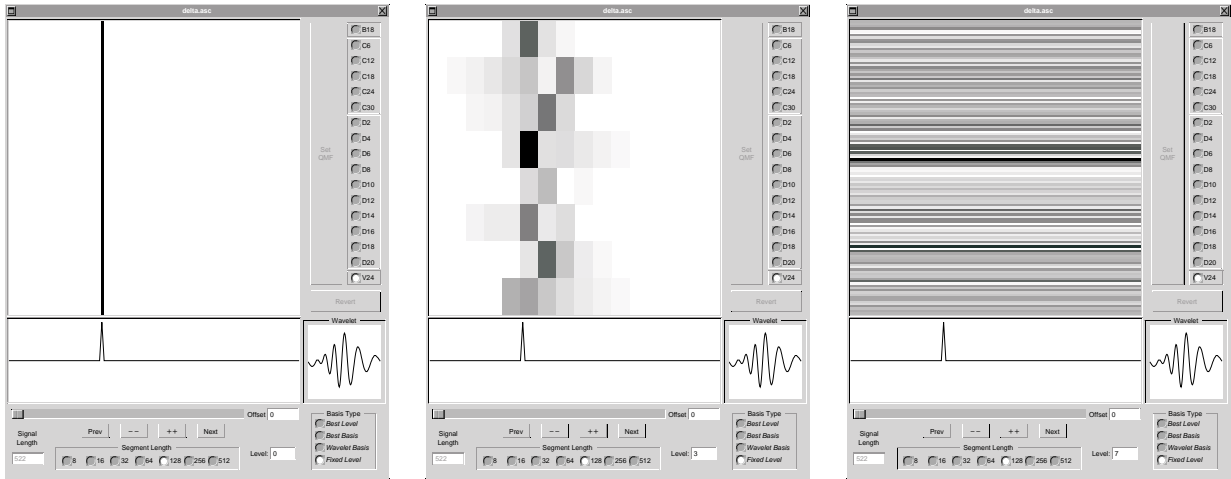 delta.asc
B18
C6
C12
C18
C24
C30
D2
D4
Set
QMF
D6
D8
D10
D12
D14
D16
D18
D20
V24
Revert
Wavelet
Offset 0
Basis Type
Best Level
Best Basis
Wavelet Basis
Fixed Level
Signal
Length
522
Prev -- ++ Next
Segment Length
8 16 32 64 128 256 512
Level: 0
delta.asc
B18
C6
C12
C18
C24
C30
D2
D4
Set
QMF
D6
D8
D10
D12
D14
D16
D18
D20
V24
Revert
Wavelet
Offset 0
Basis Type
Best Level
Best Basis
Wavelet Basis
Fixed Level
Signal
Length
522
Prev -- ++ Next
Segment Length
8 16 32 64 128 256 512
Level: 3
delta.asc
B18
C6
C12
C18
C24
C30
D2
D4
Set
QMF
D6
D8
D10
D12
D14
D16
D18
D20
V24
Revert
Wavelet
Offset 0
Basis Type
Best Level
Best Basis
Wavelet Basis
Fixed Level
Signal
Length
522
Prev -- ++ Next
Segment Length
8 16 32 64 128 256 512
Level: 7